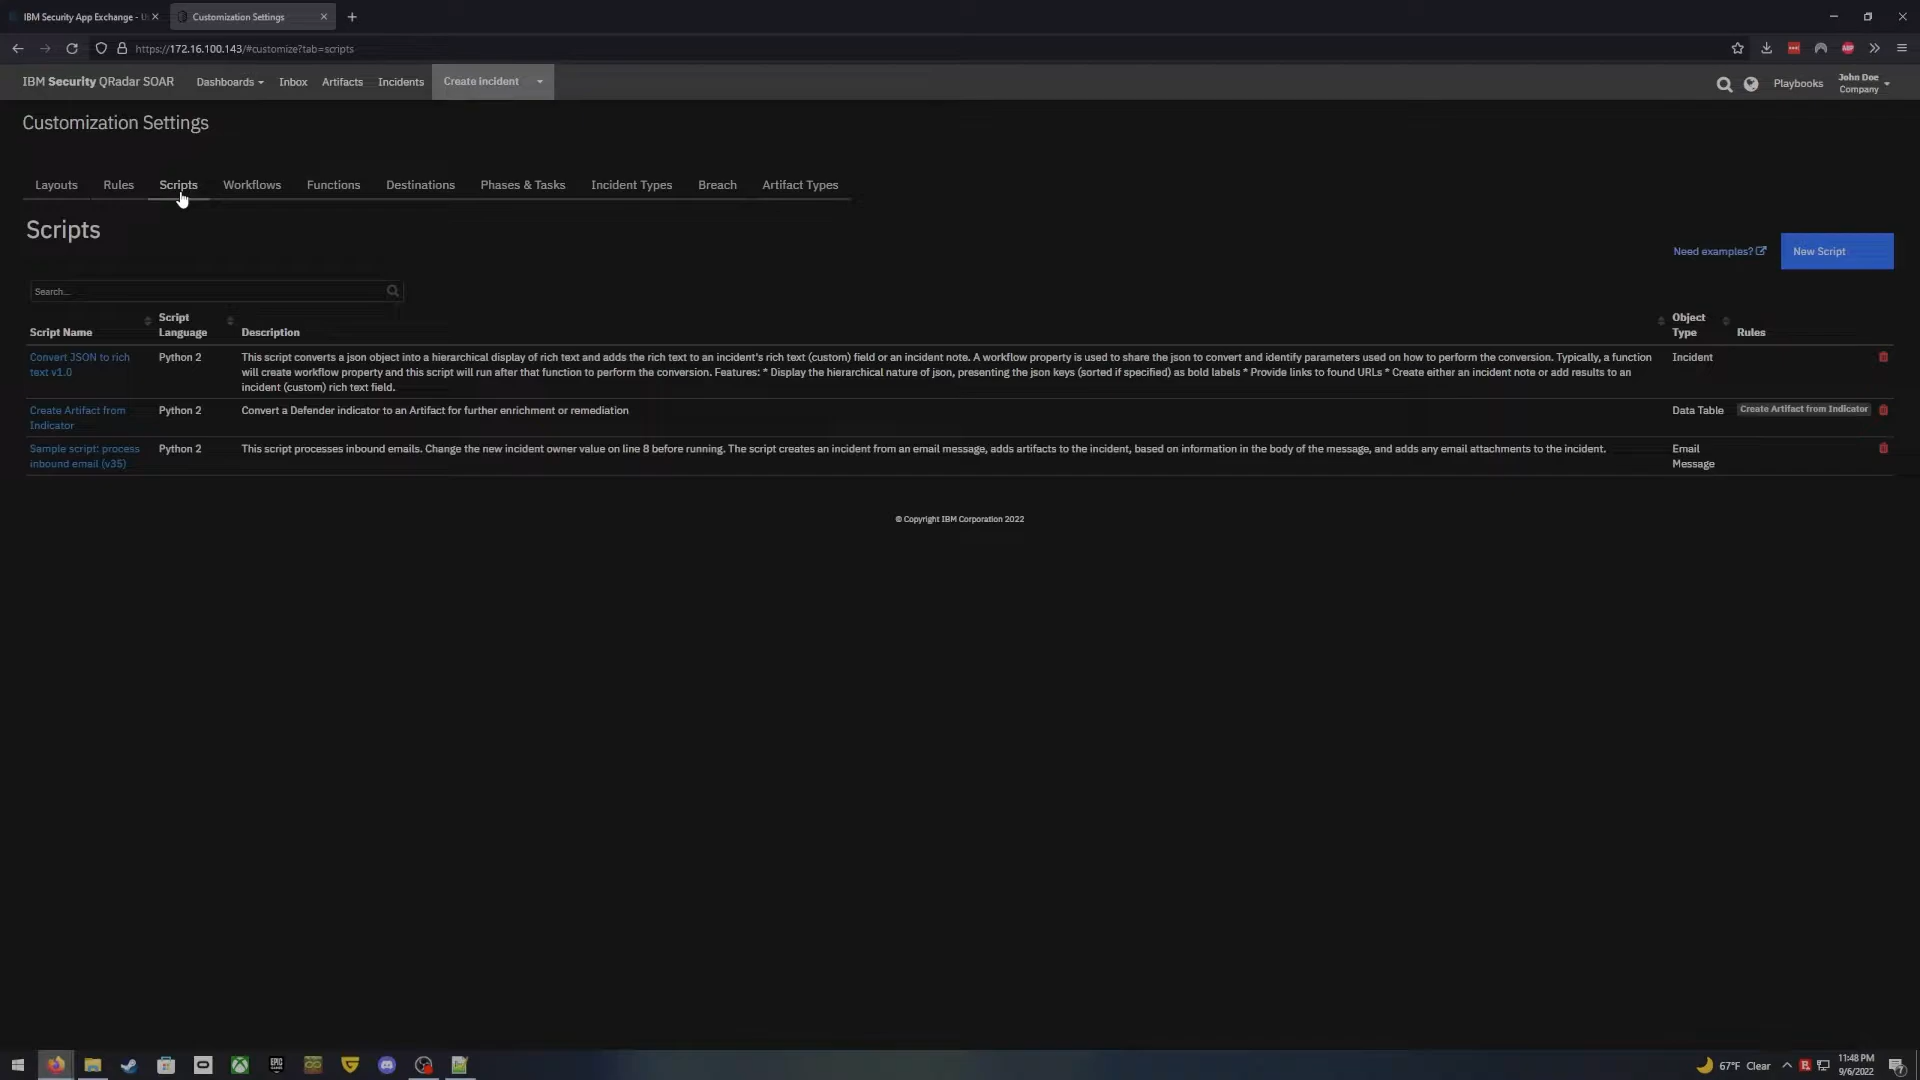 IBM Security App Exchange - U
Customization Settings
https://172.16.100.143/#customize?tab=scripts
IBM Security QRadar SOAR
Dashboards
Inbox
Artifacts
Incidents
Create incident
Playbooks
John Doe
Company
Customization Settings
Layouts
Rules
Scripts
Workflows
Functions
Destinations
Phases & Tasks
Incident Types
Breach
Artifact Types
Scripts
Need examples?
New Script
Search...
Script Name
Script
Language
Description
Object
Type
Rules
Convert JSON to rich
text v1.0
Python 2
This script converts a json object into a hierarchical display of rich text and adds the rich text to an incident's rich text (custom) field or an incident note. A workflow property is used to share the json to convert and identify parameters used on how to perform the conversion. Typically, a function
will create workflow property and this script will run after that function to perform the conversion. Features: * Display the hierarchical nature of json, presenting the json keys (sorted if specified) as bold labels * Provide links to found URLs * Create either an incident note or add results to an
incident (custom) rich text field.
Incident
Create Artifact from
Indicator
Python 2
Convert a Defender indicator to an Artifact for further enrichment or remediation
Data Table
Create Artifact from Indicator
Sample script: process
inbound email (v35)
Python 2
This script processes inbound emails. Change the new incident owner value on line 8 before running. The script creates an incident from an email message, adds artifacts to the incident, based on information in the body of the message, and adds any email attachments to the incident.
Email
Message
© Copyright IBM Corporation 2022
EPIC
67°F Clear
11:48 PM
9/6/2022